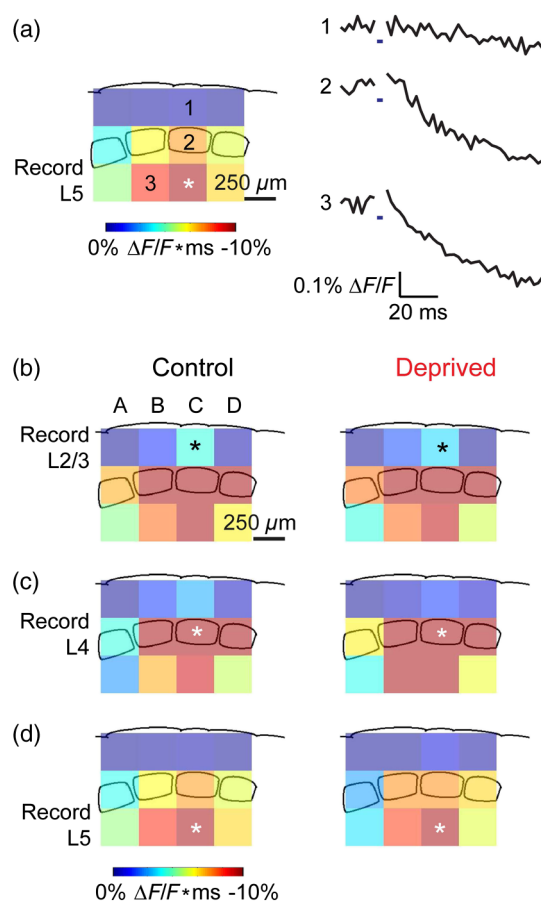 (a)
1
2
3
*
Record
L5
250 µm
0% ΔF/F*ms -10%
1
2
3
0.1% ΔF/F
20 ms
(b)
Control
Deprived
A B C D
Record
L2/3
*
*
250 µm
(c)
Record
L4
*
*
(d)
Record
L5
*
*
0% ΔF/F*ms -10%